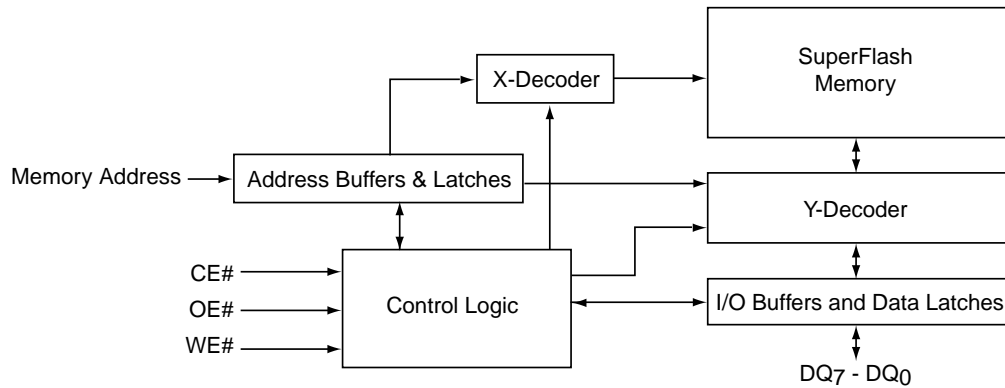 SuperFlash
Memory
X-Decoder
Memory Address
Address Buffers & Latches
Y-Decoder
CE#
OE#
WE#
Control Logic
I/O Buffers and Data Latches
DQ7 - DQ0